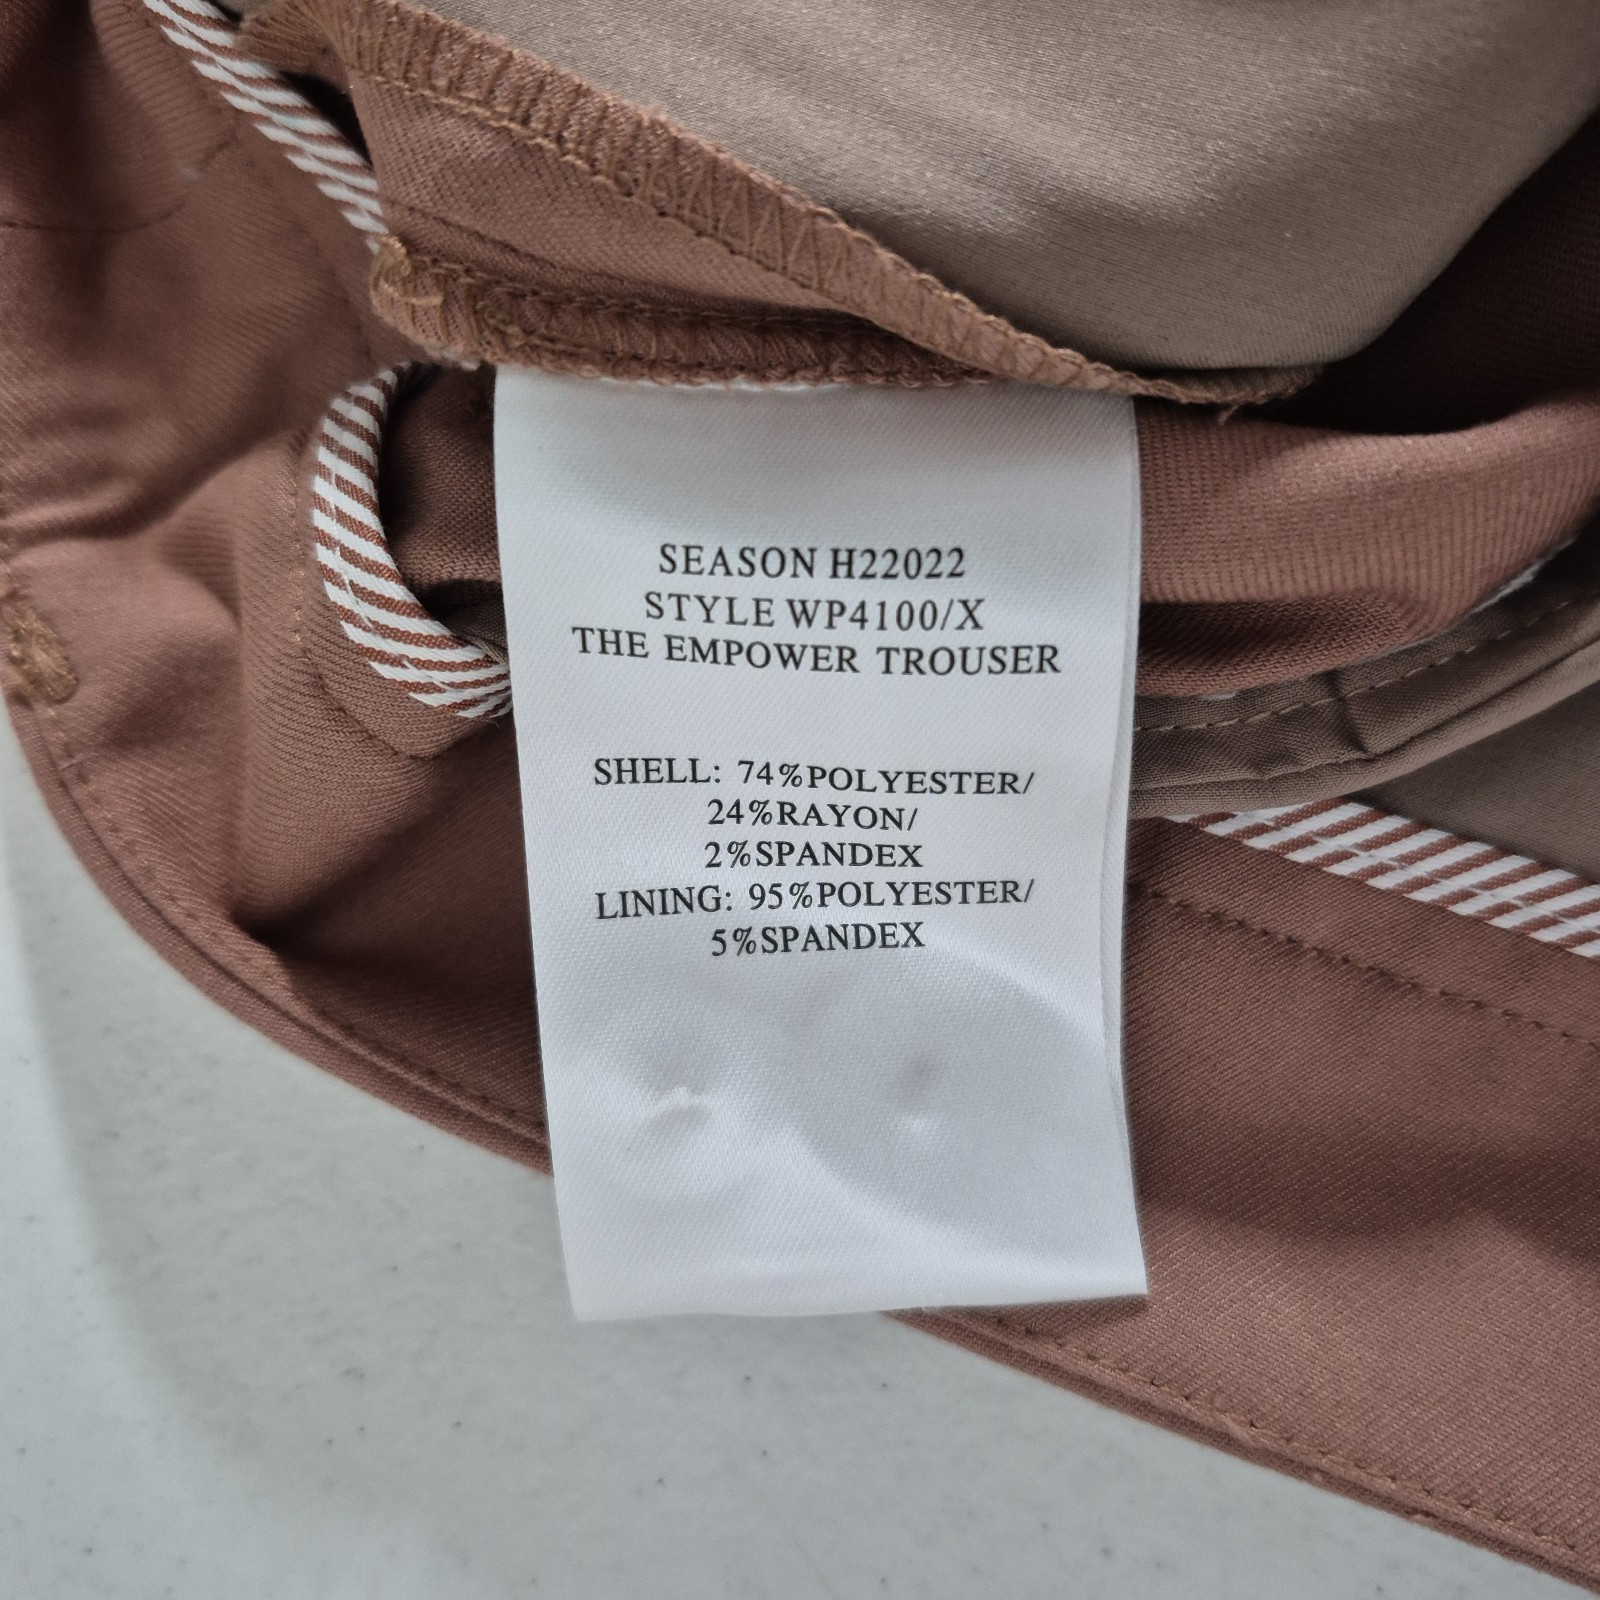 SEASON H22022
STYLE WP4100/X
THE EMPOWER TROUSER
SHELL: 74%POLYESTER/
24%RAYON/
2%SPANDEX
LINING: 95%POLYESTER/
5%SPANDEX